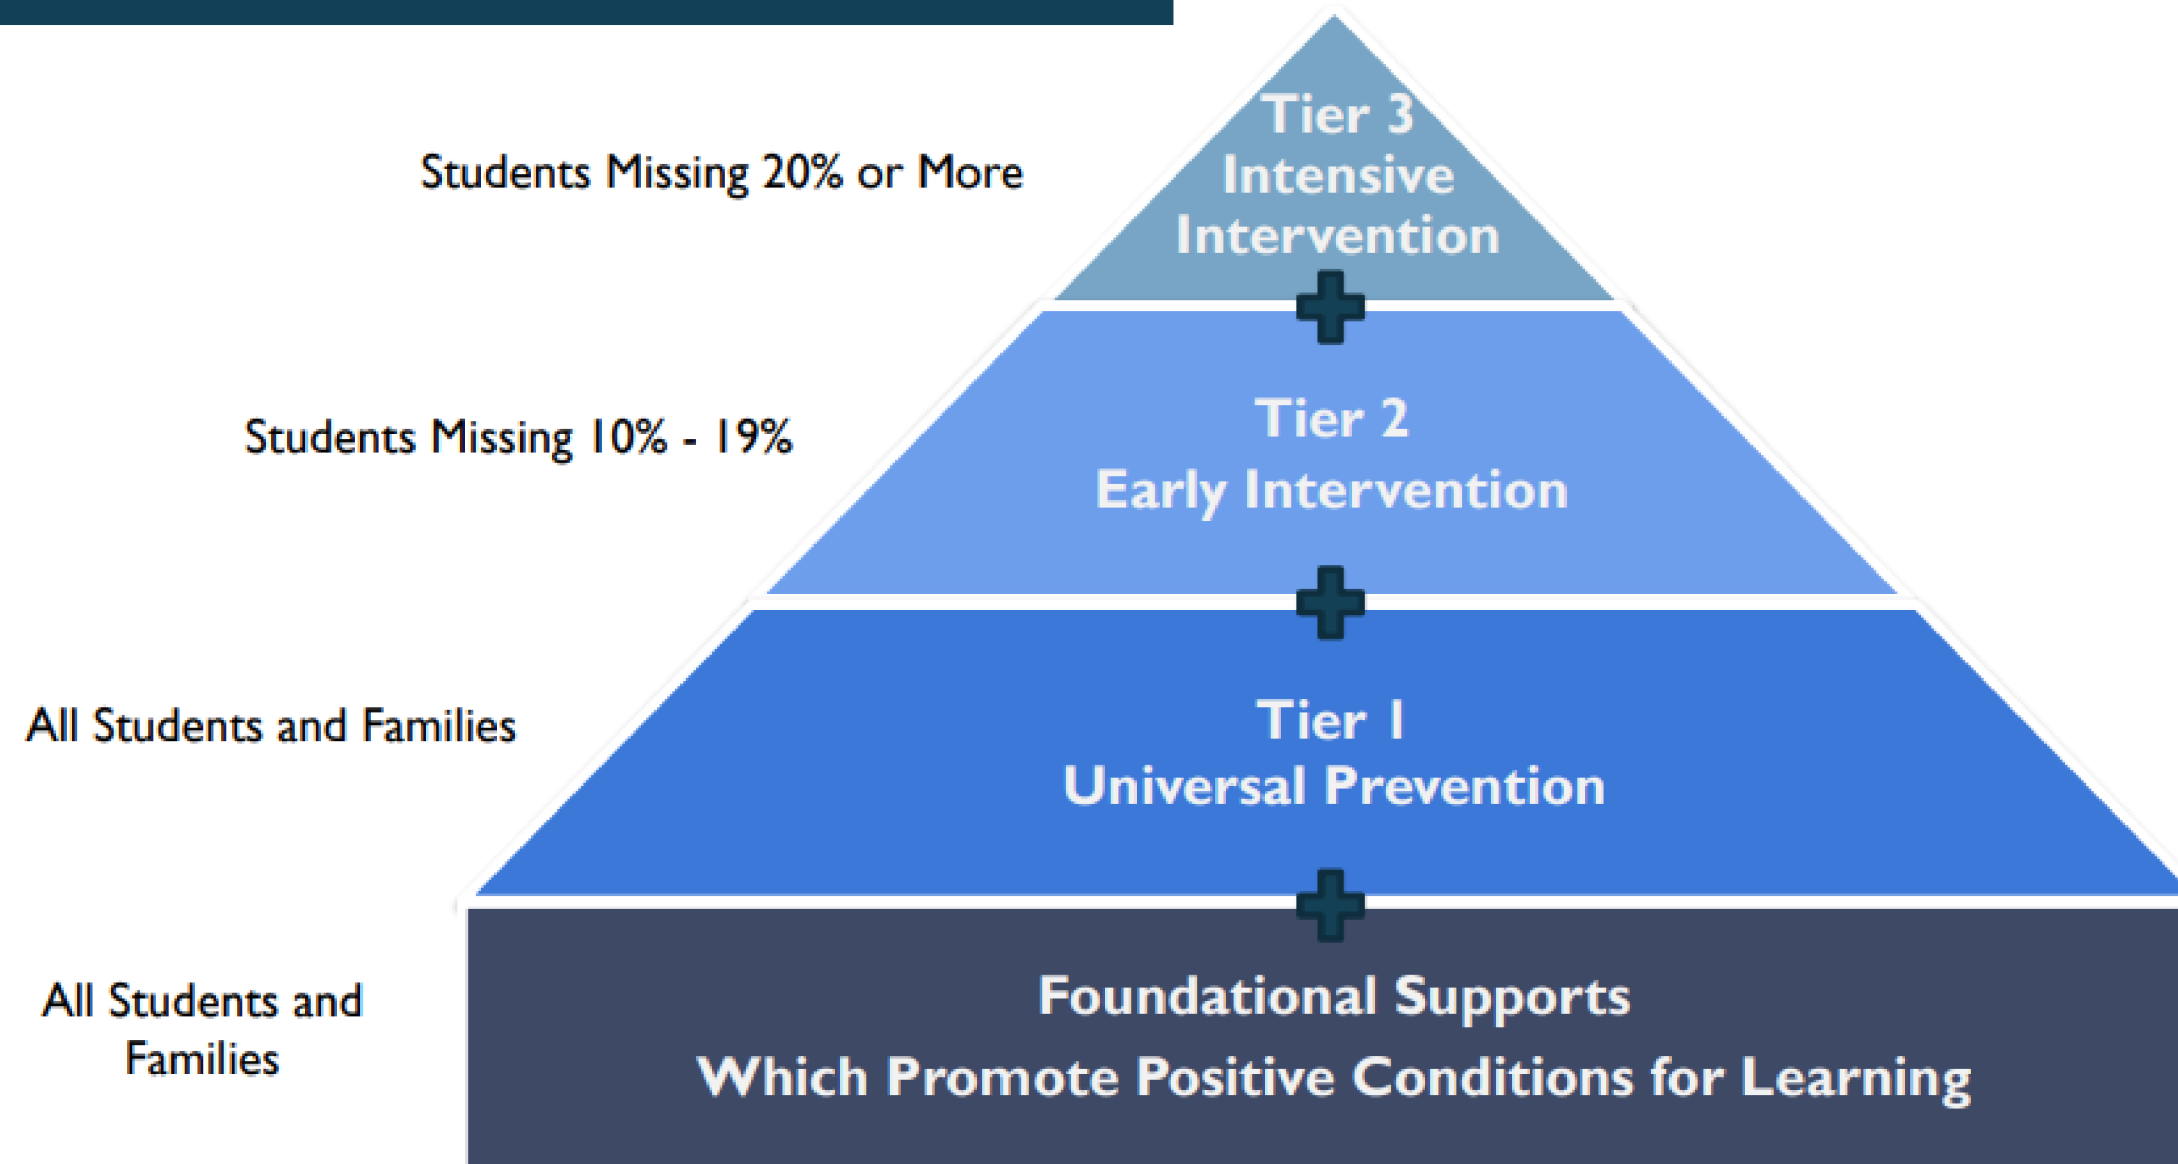 Students Missing 20% or More
Tier 3
Intensive
Intervention
Students Missing 10% - 19%
Tier 2
Early Intervention
All Students and Families
Tier 1
Universal Prevention
All Students and
Families
Foundational Supports
Which Promote Positive Conditions for Learning